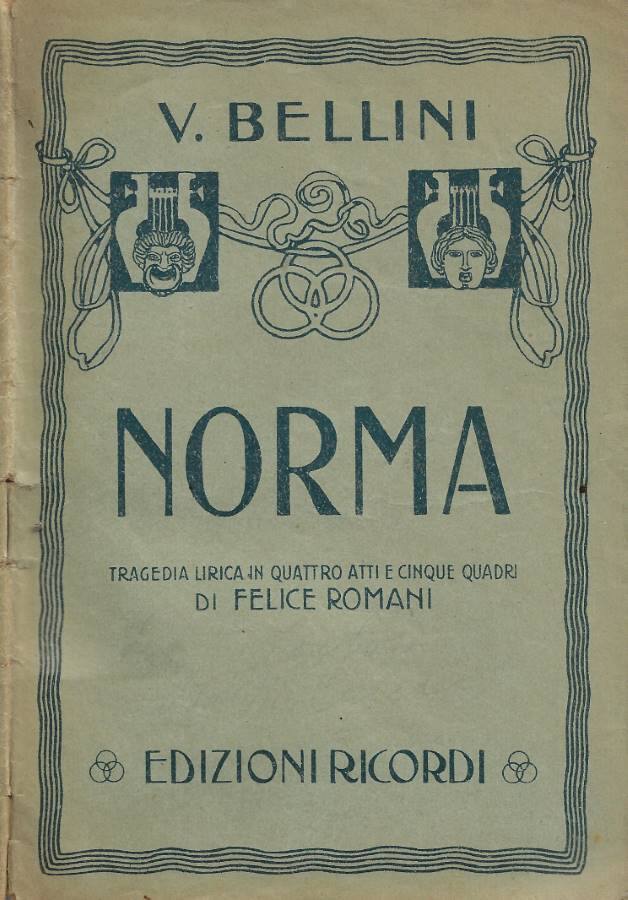 V. BELLINI
NORMA
TRAGEDIA LIRICA IN QUATTRO ATTI E CINQUE QUADRI
DI FELICE ROMANI
EDIZIONI RICORDI